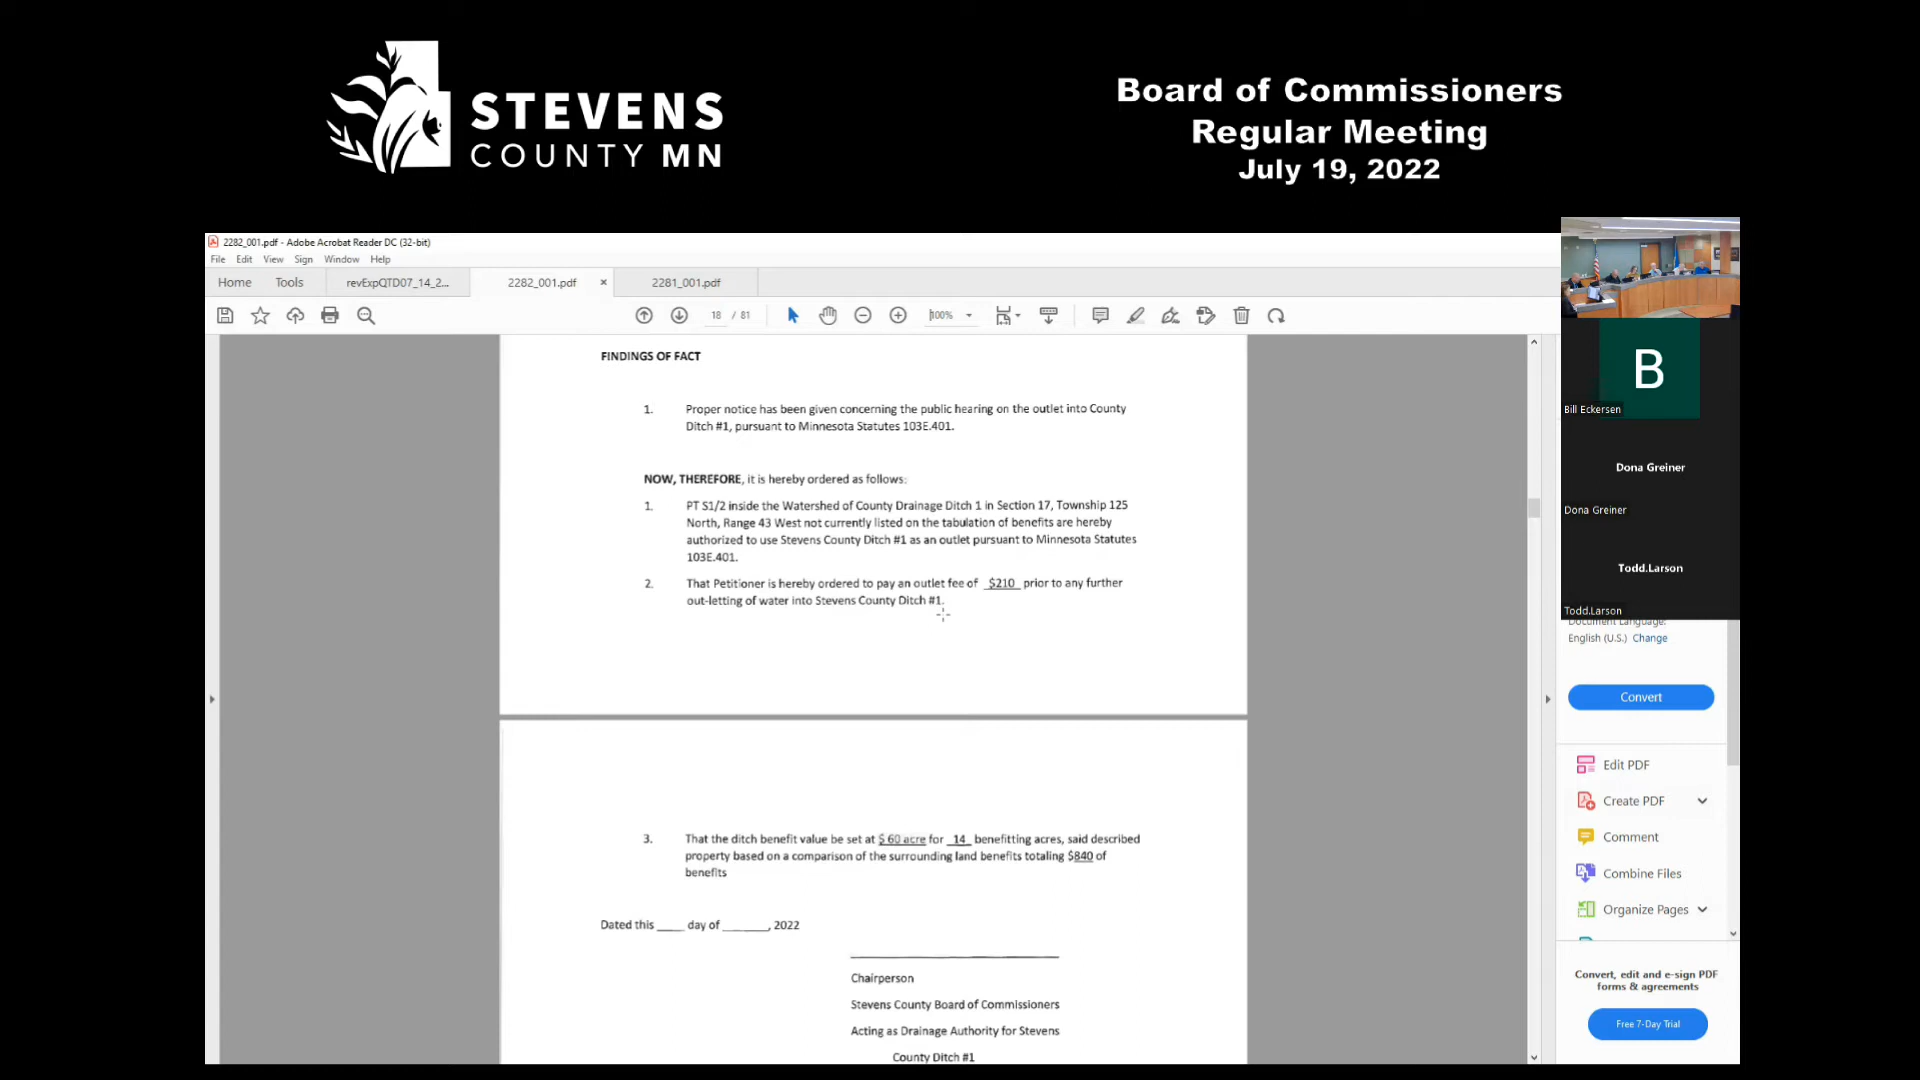 STEVENS
COUNTY MN
Board of Commissioners
Regular Meeting
July 19, 2022
2282_001.pdf - Adobe Acrobat Reader DC (32-bit)
File Edit View Sign Window Help
Home Tools revExpQTD07_14_2... 2282_001.pdf × 2281_001.pdf
18 / 81 100%
FINDINGS OF FACT
1. Proper notice has been given concerning the public hearing on the outlet into County
Ditch #1, pursuant to Minnesota Statutes 103E.401.
NOW, THEREFORE, it is hereby ordered as follows:
1. PT S1/2 inside the Watershed of County Drainage Ditch 1 in Section 17, Township 125
North, Range 43 West not currently listed on the tabulation of benefits are hereby
authorized to use Stevens County Ditch #1 as an outlet pursuant to Minnesota Statutes
103E.401.
2. That Petitioner is hereby ordered to pay an outlet fee of _$210_ prior to any further
out-letting of water into Stevens County Ditch #1.
3. That the ditch benefit value be set at $ 60 acre for _14_ benefitting acres, said described
property based on a comparison of the surrounding land benefits totaling $840 of
benefits
Dated this ____ day of _______, 2022
Chairperson
Stevens County Board of Commissioners
Acting as Drainage Authority for Stevens
County Ditch #1
B
Bill Eckersen
Dona Greiner
Dona Greiner
Todd.Larson
Todd.Larson
Document Language:
English (U.S.) Change
Convert
Edit PDF
Create PDF
Comment
Combine Files
Organize Pages
Convert, edit and e-sign PDF
forms & agreements
Free 7-Day Trial